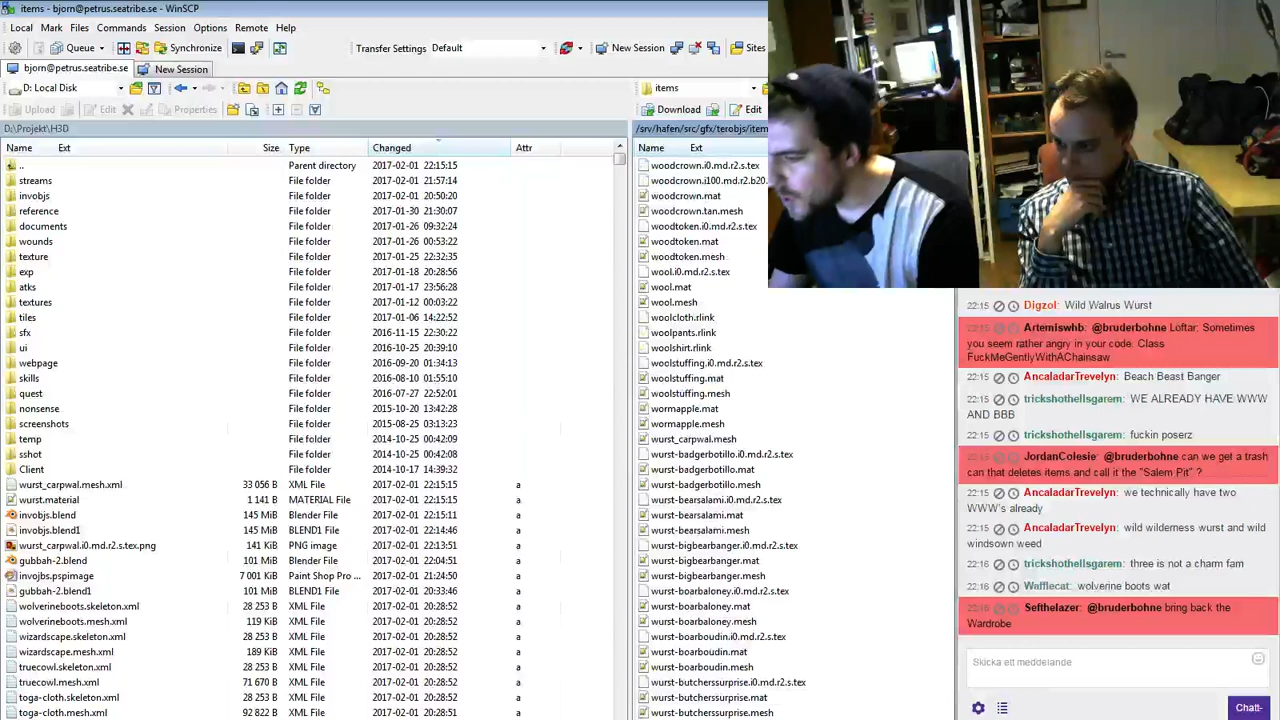 items - bjorn@petrus.seatribe.se - WinSCP
Local Mark Files Commands Session Options Remote Help
Queue Synchronize Transfer Settings Default New Session Sites
bjorn@petrus.seatribe.se New Session
D: Local Disk items
Upload Edit Properties Download Edit
D:\Projekt\H3D /srv/hafen/src/gfx/terobjs/item
Name Ext Size Type Changed Attr Name Ext
.. Parent directory 2017-02-01 22:15:15 woodcrown.i0.md.r2.s.tex
streams File folder 2017-02-01 21:57:14 woodcrown.i100.md.r2.b20.
invobjs File folder 2017-02-01 20:50:20 woodcrown.mat
reference File folder 2017-01-30 21:30:07 woodcrown.tan.mesh
documents File folder 2017-01-26 09:32:24 woodtoken.i0.md.r2.s.tex
wounds File folder 2017-01-26 00:53:22 woodtoken.mat
texture File folder 2017-01-25 22:32:35 woodtoken.mesh
exp File folder 2017-01-18 20:28:56 wool.i0.md.r2.s.tex
atks File folder 2017-01-17 23:56:28 wool.mat
textures File folder 2017-01-12 00:03:22 wool.mesh
tiles File folder 2017-01-06 14:22:52 woolcloth.rlink
sfx File folder 2016-11-15 22:30:22 woolpants.rlink
ui File folder 2016-10-25 20:39:10 woolshirt.rlink
webpage File folder 2016-09-20 01:34:13 woolstuffing.i0.md.r2.s.tex
skills File folder 2016-08-10 01:55:10 woolstuffing.mat
quest File folder 2016-07-27 22:52:01 woolstuffing.mesh
nonsense File folder 2015-10-20 13:42:28 wormapple.mat
screenshots File folder 2015-08-25 03:13:23 wormapple.mesh
temp File folder 2014-10-25 00:42:09 wurst_carpwal.mesh
sshot File folder 2014-10-25 00:42:08 wurst-badgerbotillo.i0.md.r2.s.tex
Client File folder 2014-10-17 14:39:32 wurst-badgerbotillo.mat
wurst_carpwal.mesh.xml 33 056 B XML File 2017-02-01 22:15:15 a wurst-badgerbotillo.mesh
wurst.material 1 141 B MATERIAL File 2017-02-01 22:15:15 a wurst-bearsalami.i0.md.r2.s.tex
invobjs.blend 145 MiB Blender File 2017-02-01 22:15:11 a wurst-bearsalami.mat
invobjs.blend1 145 MiB BLEND1 File 2017-02-01 22:14:46 a wurst-bearsalami.mesh
wurst_carpwal.i0.md.r2.s.tex.png 141 KiB PNG image 2017-02-01 22:13:51 a wurst-bigbearbanger.i0.md.r2.s.tex
gubbah-2.blend 101 MiB Blender File 2017-02-01 22:04:51 a wurst-bigbearbanger.mat
invojbs.pspimage 7 001 KiB Paint Shop Pro ... 2017-02-01 21:24:50 a wurst-bigbearbanger.mesh
gubbah-2.blend1 101 MiB BLEND1 File 2017-02-01 20:33:46 a wurst-boarbaloney.i0.md.r2.s.tex
wolverineboots.skeleton.xml 28 253 B XML File 2017-02-01 20:28:52 a wurst-boarbaloney.mat
wolverineboots.mesh.xml 119 KiB XML File 2017-02-01 20:28:52 a wurst-boarbaloney.mesh
wizardscape.skeleton.xml 28 253 B XML File 2017-02-01 20:28:52 a wurst-boarboudin.i0.md.r2.s.tex
wizardscape.mesh.xml 189 KiB XML File 2017-02-01 20:28:52 a wurst-boarboudin.mat
truecowl.skeleton.xml 28 253 B XML File 2017-02-01 20:28:52 a wurst-boarboudin.mesh
truecowl.mesh.xml 71 670 B XML File 2017-02-01 20:28:52 a wurst-butcherssurprise.i0.md.r2.s.tex
toga-cloth.skeleton.xml 28 253 B XML File 2017-02-01 20:28:52 a wurst-butcherssurprise.mat
toga-cloth.mesh.xml 92 822 B XML File 2017-02-01 20:28:52 a wurst-butcherssurprise.mesh
22:15 Digzol: Wild Walrus Wurst
Artemiswhb: @bruderbohne Loftar: Sometimes
you seem rather angry in your code. Class
FuckMeGentlyWithAChainsaw
22:15 AncaladarTrevelyn: Beach Beast Banger
22:15 trickshothellsgarem: WE ALREADY HAVE WWW
AND BBB
22:15 trickshothellsgarem: fuckin poserz
JordanColesie: @bruderbohne can we get a trash
can that deletes items and call it the "Salem Pit" ?
22:15 AncaladarTrevelyn: we technically have two
WWW's already
22:15 AncaladarTrevelyn: wild wilderness wurst and wild
windsown weed
22:16 trickshothellsgarem: three is not a charm fam
22:16 Wafflecat: wolverine boots wat
22:16 Sefthelazer: @bruderbohne bring back the
Wardrobe
Skicka ett meddelande
Chatt-